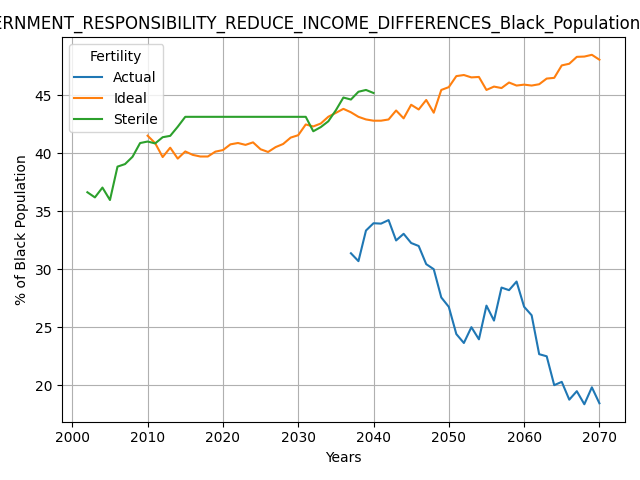 ERNMENT_RESPONSIBILITY_REDUCE_INCOME_DIFFERENCES_Black_Population
Fertility
Actual
Ideal
Sterile
% of Black Population
45
40
35
30
25
20
2000
2010
2020
2030
2040
2050
2060
2070
Years